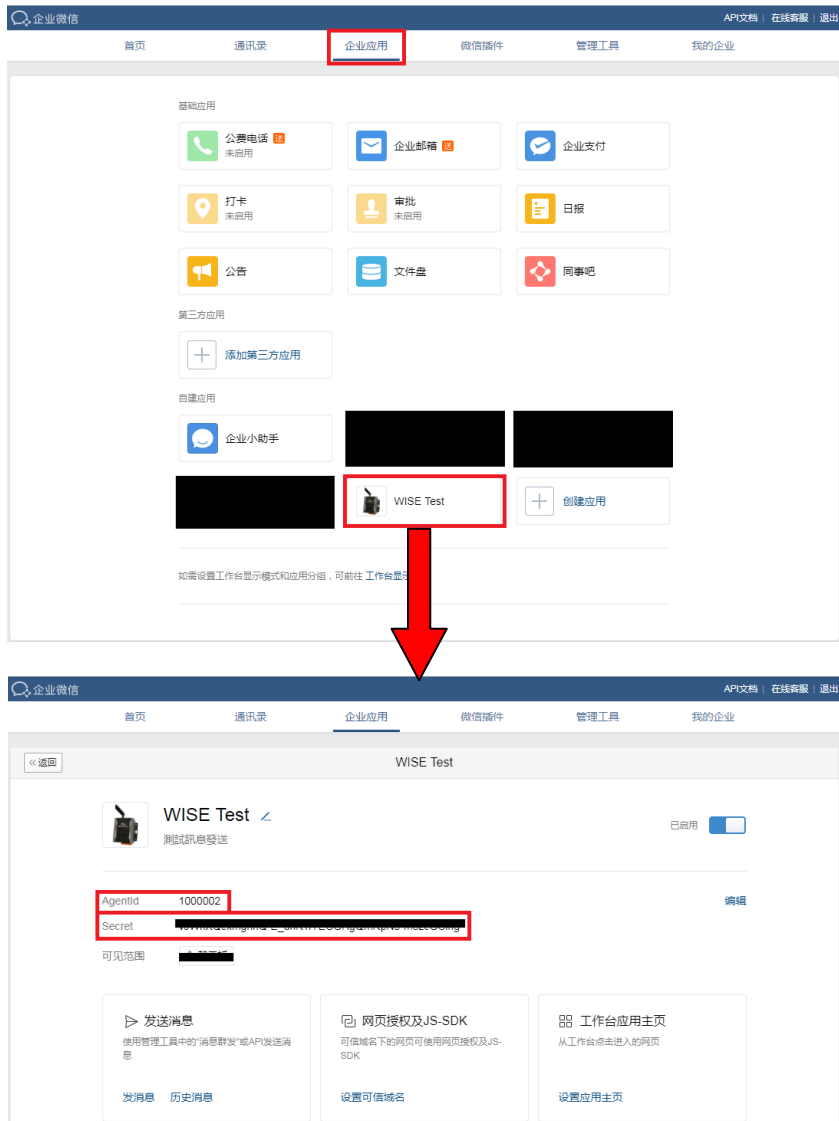 企业微信
API文档 | 在线客服 | 退出
首页 通讯录 企业应用 微信插件 管理工具 我的企业
基础应用
公费电话 送
未启用
企业邮箱 送
企业支付
打卡
未启用
审批
未启用
日报
公告
文件盘
同事吧
第三方应用
添加第三方应用
自建应用
企业小助手
WISE Test
创建应用
如需设置工作台显示模式和应用分组，可前往 工作台显示
企业微信
API文档 | 在线客服 | 退出
首页 通讯录 企业应用 微信插件 管理工具 我的企业
«返回
WISE Test
WISE Test
測試訊息發送
已启用
AgentId 1000002
编辑
Secret
可见范围
发送消息
使用管理工具中的“消息群发”或API发送消
息
发消息 历史消息
网页授权及JS-SDK
可信域名下的网页可使用网页授权及JS-
SDK
设置可信域名
工作台应用主页
从工作台点击进入的网页
设置应用主页